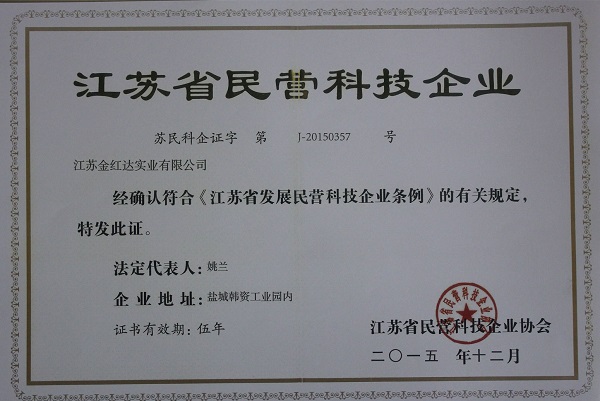 江苏省民营科技企业
苏民科企证字 第 J-20150357 号
江苏金红达实业有限公司
经确认符合《江苏省发展民营科技企业条例》的有关规定，
特发此证。
法定代表人：姚兰
企业地址：盐城韩资工业园内
证书有效期：伍年
江苏省民营科技企业协会
二〇一五 年十二月